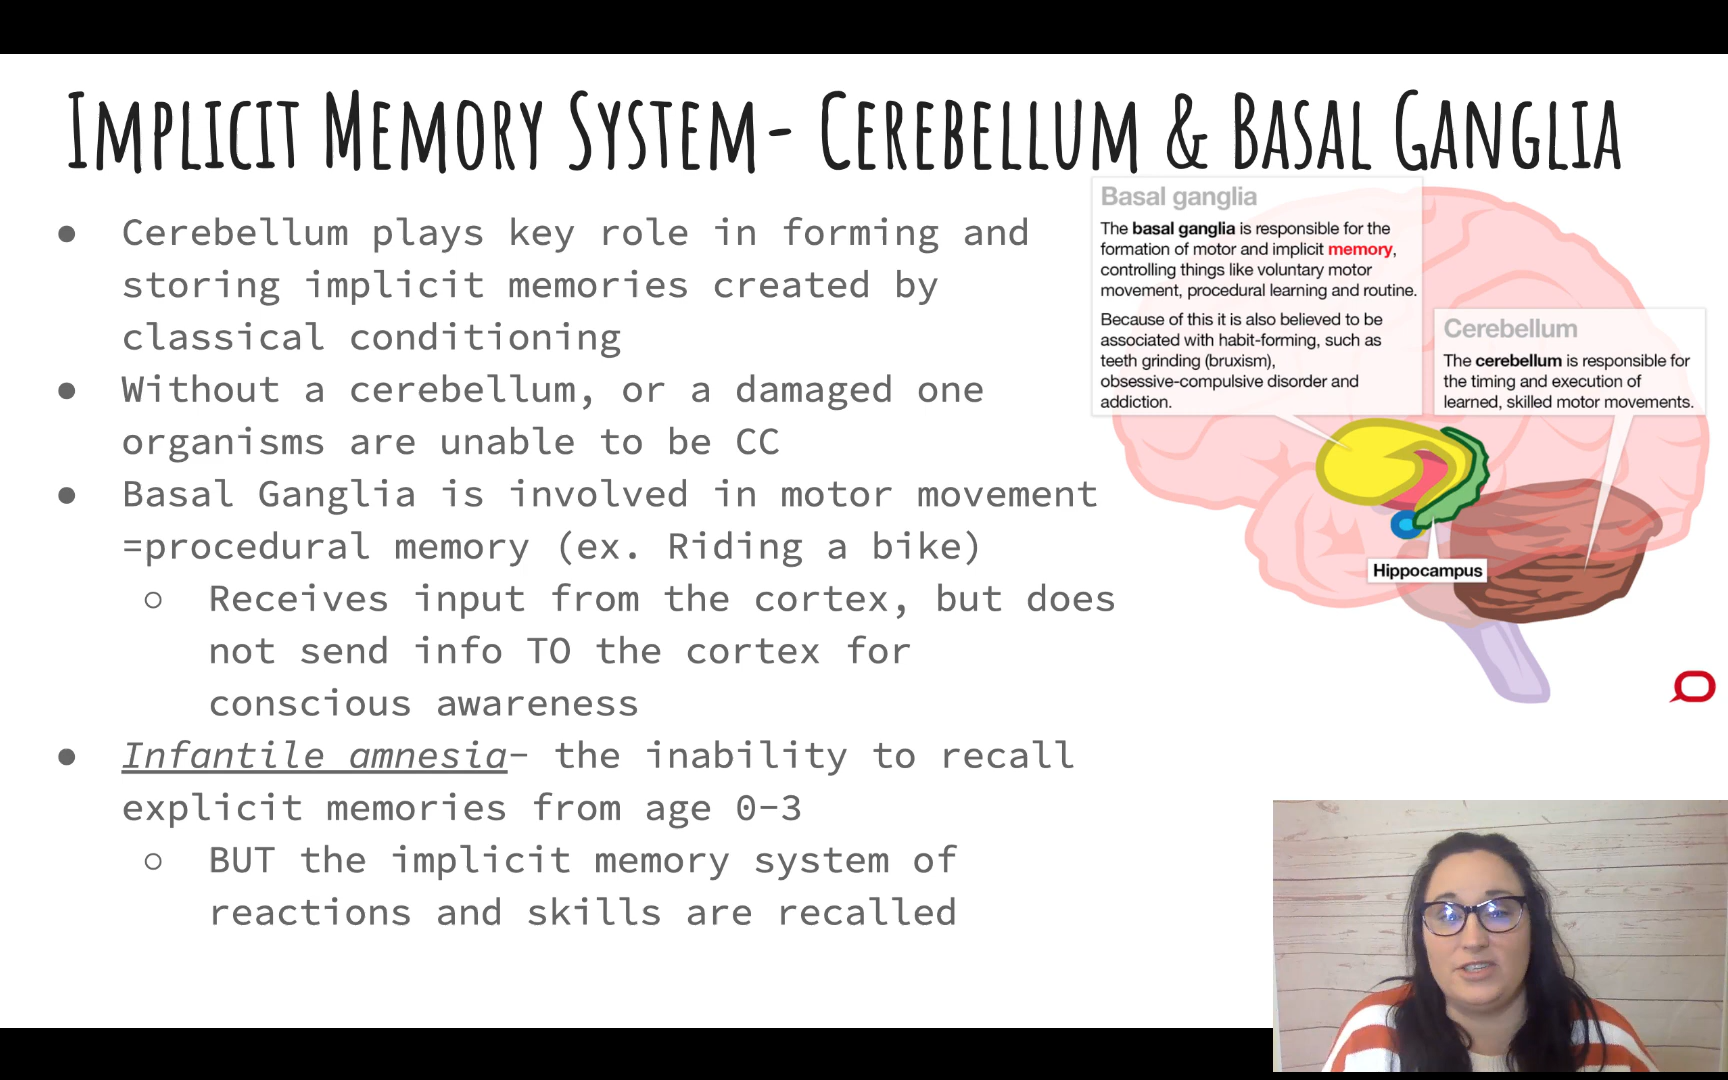 IMPLICIT MEMORY SYSTEM- CEREBELLUM & BASAL GANGLIA
● Cerebellum plays key role in forming and
storing implicit memories created by
classical conditioning
● Without a cerebellum, or a damaged one
organisms are unable to be CC
● Basal Ganglia is involved in motor movement
=procedural memory (ex. Riding a bike)
○ Receives input from the cortex, but does
not send info TO the cortex for
conscious awareness
● Infantile amnesia- the inability to recall
explicit memories from age 0-3
○ BUT the implicit memory system of
reactions and skills are recalled
Basal ganglia
The basal ganglia is responsible for the
formation of motor and implicit memory,
controlling things like voluntary motor
movement, procedural learning and routine.
Because of this it is also believed to be
associated with habit-forming, such as
teeth grinding (bruxism),
obsessive-compulsive disorder and
addiction.
Cerebellum
The cerebellum is responsible for
the timing and execution of
learned, skilled motor movements.
Hippocampus